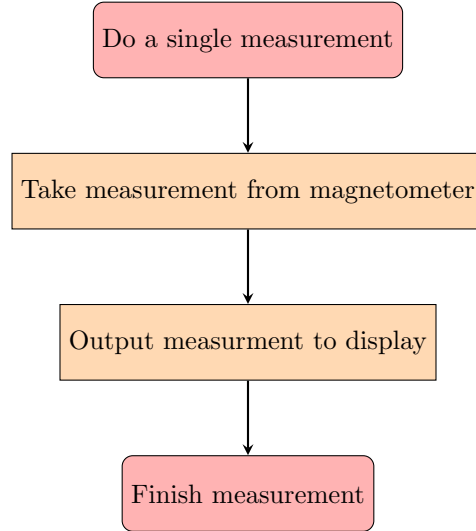 Do a single measurement
Take measurement from magnetometer
Output measurment to display
Finish measurement